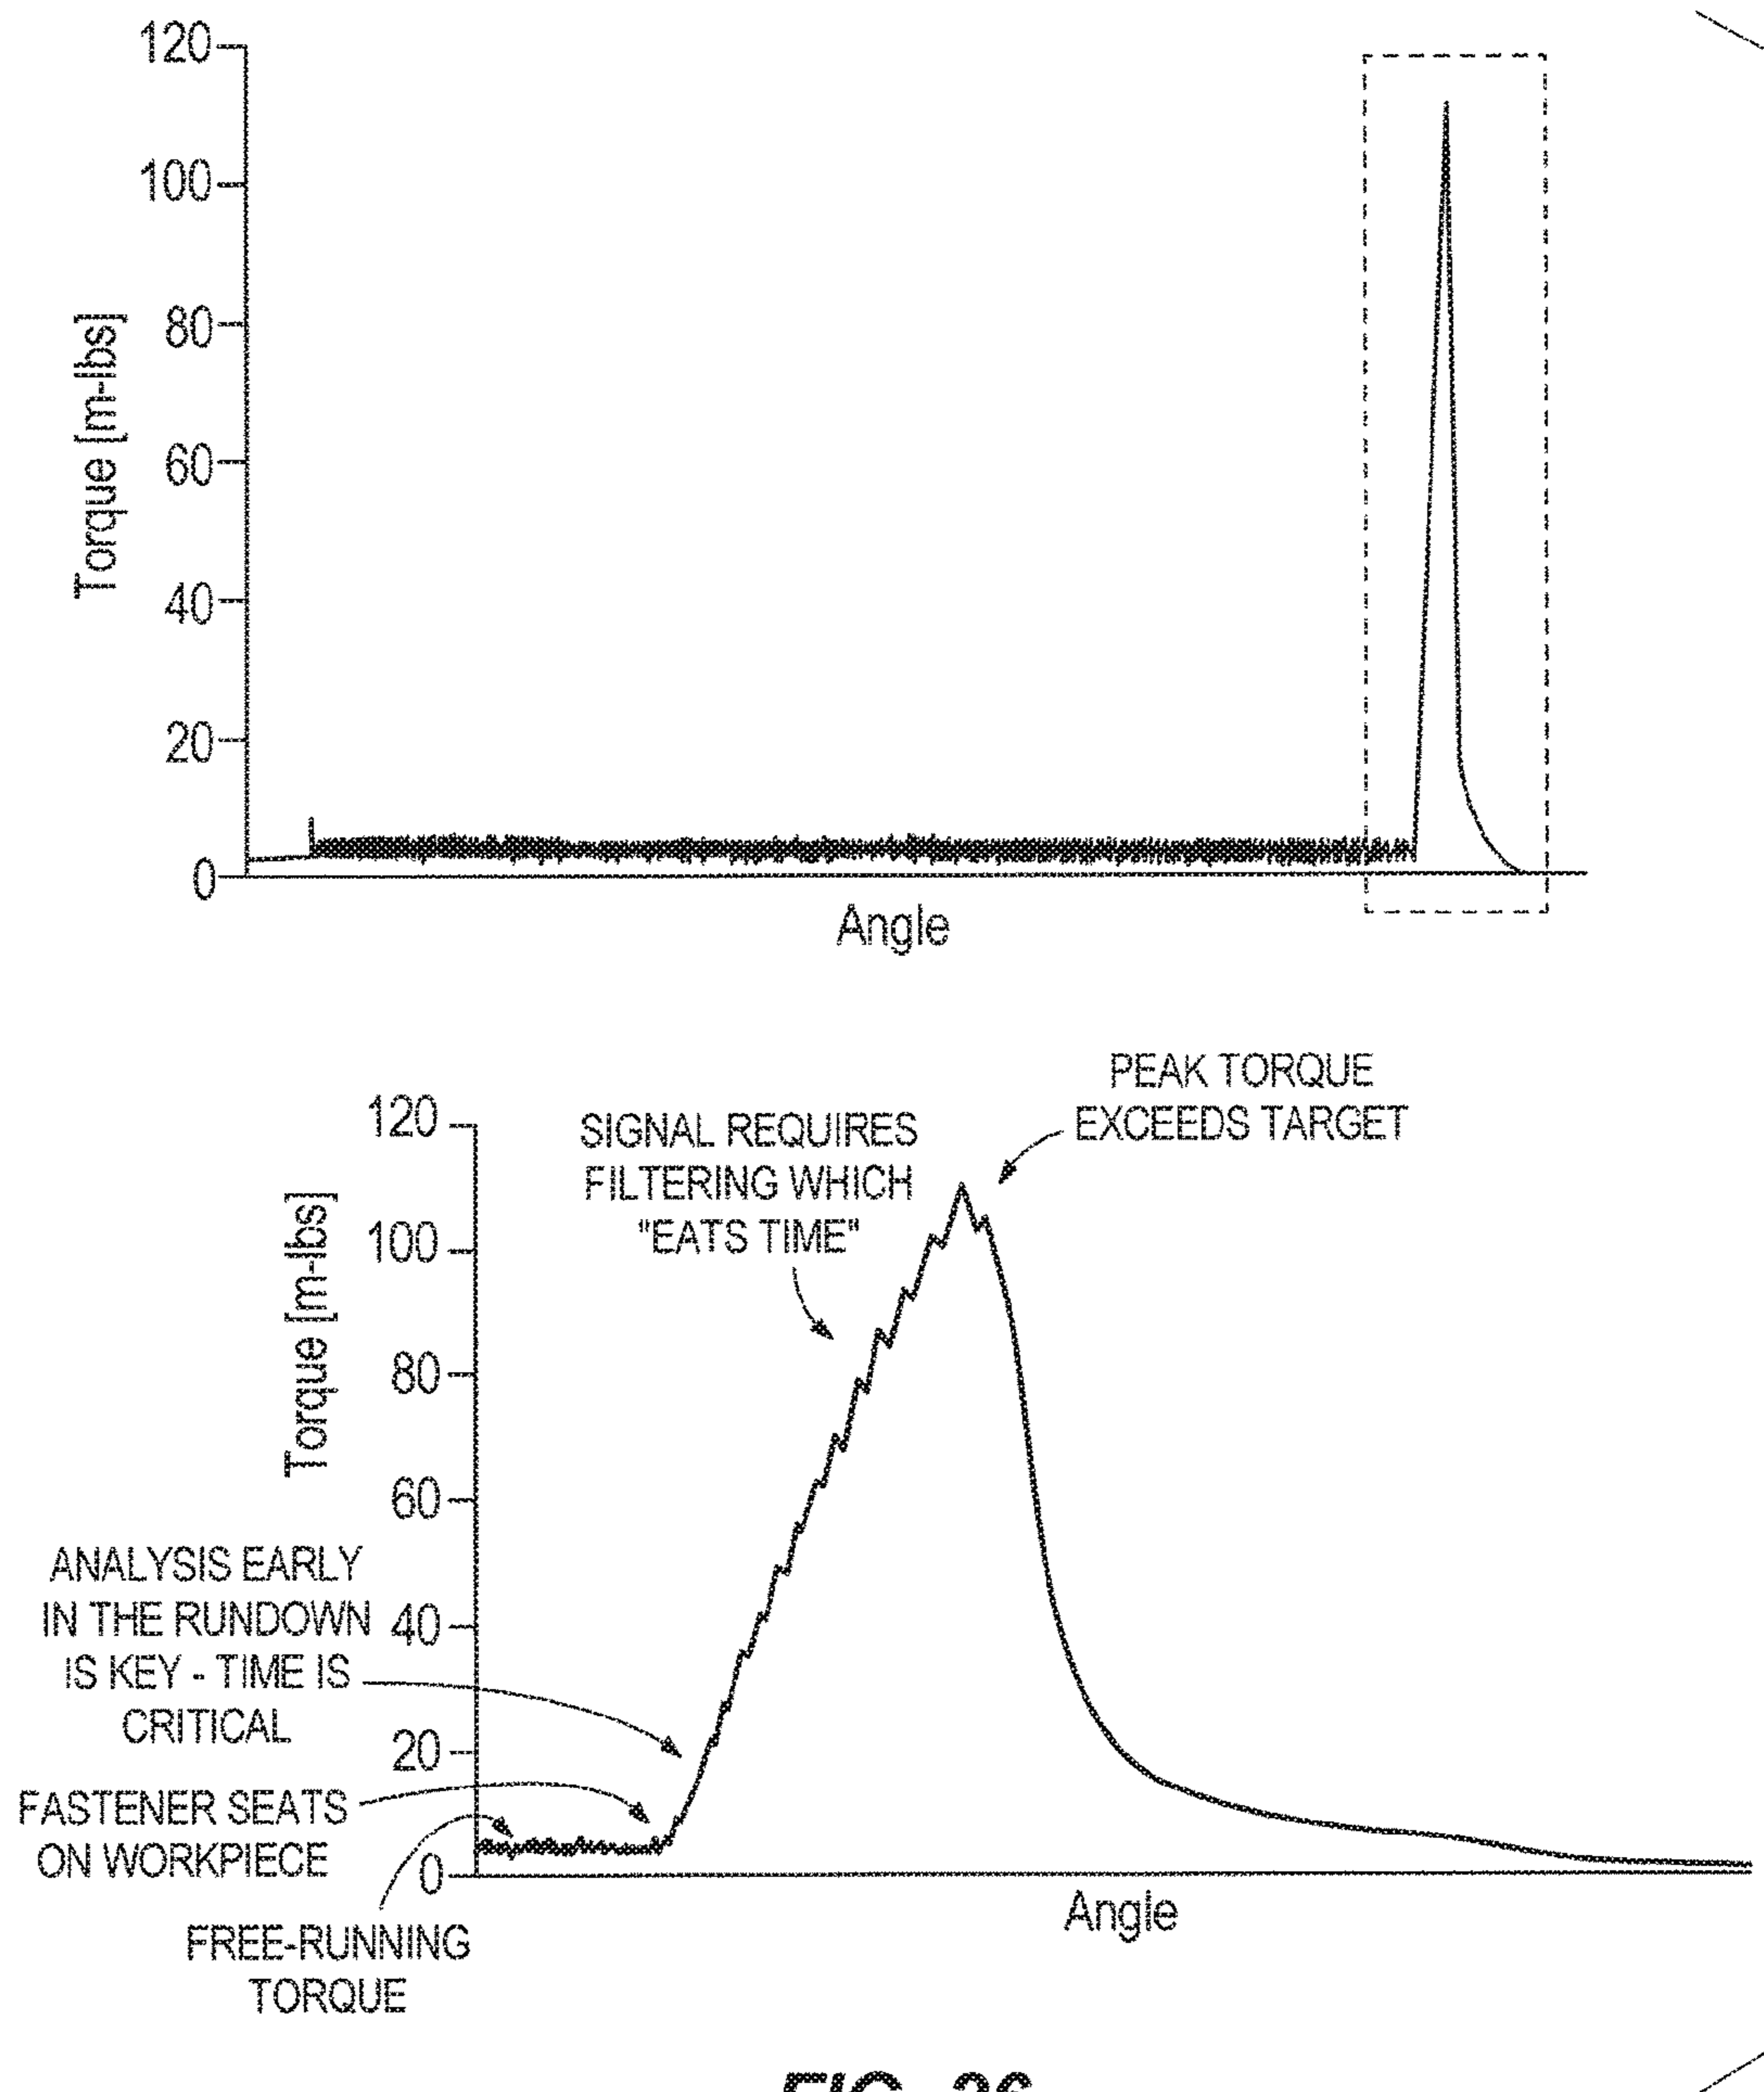 120
100
80
60
40
20
0
Torque [m-lbs]
Angle
PEAK TORQUE
EXCEEDS TARGET
SIGNAL REQUIRES
FILTERING WHICH
"EATS TIME"
120
100
80
60
40
20
0
Torque [m-lbs]
ANALYSIS EARLY
IN THE RUNDOWN
IS KEY - TIME IS
CRITICAL
FASTENER SEATS
ON WORKPIECE
FREE-RUNNING
TORQUE
Angle